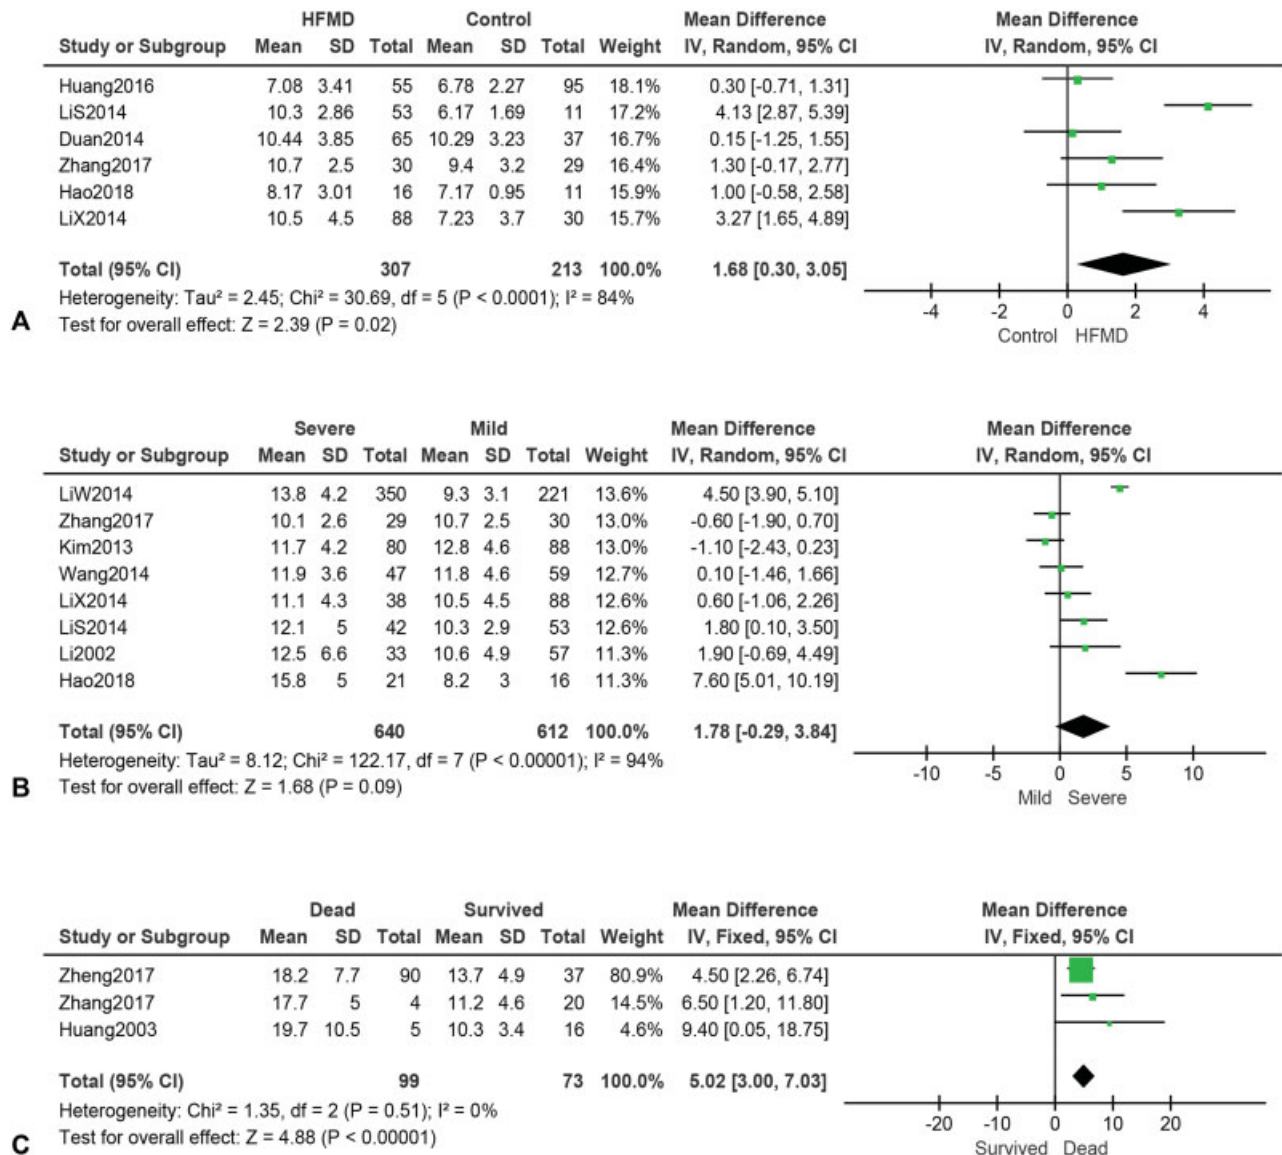 HFMD Control Mean Difference Mean Difference
Study or Subgroup Mean SD Total Mean SD Total Weight IV, Random, 95% CI IV, Random, 95% CI
Huang2016 7.08 3.41 55 6.78 2.27 95 18.1% 0.30 [-0.71, 1.31]
LiS2014 10.3 2.86 53 6.17 1.69 11 17.2% 4.13 [2.87, 5.39]
Duan2014 10.44 3.85 65 10.29 3.23 37 16.7% 0.15 [-1.25, 1.55]
Zhang2017 10.7 2.5 30 9.4 3.2 29 16.4% 1.30 [-0.17, 2.77]
Hao2018 8.17 3.01 16 7.17 0.95 11 15.9% 1.00 [-0.58, 2.58]
LiX2014 10.5 4.5 88 7.23 3.7 30 15.7% 3.27 [1.65, 4.89]
Total (95% CI) 307 213 100.0% 1.68 [0.30, 3.05]
Heterogeneity: Tau² = 2.45; Chi² = 30.69, df = 5 (P < 0.0001); I² = 84%
-4 -2 0 2 4
A Test for overall effect: Z = 2.39 (P = 0.02)
Control HFMD
Severe Mild Mean Difference Mean Difference
Study or Subgroup Mean SD Total Mean SD Total Weight IV, Random, 95% CI IV, Random, 95% CI
LiW2014 13.8 4.2 350 9.3 3.1 221 13.6% 4.50 [3.90, 5.10]
Zhang2017 10.1 2.6 29 10.7 2.5 30 13.0% -0.60 [-1.90, 0.70]
Kim2013 11.7 4.2 80 12.8 4.6 88 13.0% -1.10 [-2.43, 0.23]
Wang2014 11.9 3.6 47 11.8 4.6 59 12.7% 0.10 [-1.46, 1.66]
LiX2014 11.1 4.3 38 10.5 4.5 88 12.6% 0.60 [-1.06, 2.26]
LiS2014 12.1 5 42 10.3 2.9 53 12.6% 1.80 [0.10, 3.50]
Li2002 12.5 6.6 33 10.6 4.9 57 11.3% 1.90 [-0.69, 4.49]
Hao2018 15.8 5 21 8.2 3 16 11.3% 7.60 [5.01, 10.19]
Total (95% CI) 640 612 100.0% 1.78 [-0.29, 3.84]
Heterogeneity: Tau² = 8.12; Chi² = 122.17, df = 7 (P < 0.00001); I² = 94%
-10 -5 0 5 10
B Test for overall effect: Z = 1.68 (P = 0.09)
Mild Severe
Dead Survived Mean Difference Mean Difference
Study or Subgroup Mean SD Total Mean SD Total Weight IV, Fixed, 95% CI IV, Fixed, 95% CI
Zheng2017 18.2 7.7 90 13.7 4.9 37 80.9% 4.50 [2.26, 6.74]
Zhang2017 17.7 5 4 11.2 4.6 20 14.5% 6.50 [1.20, 11.80]
Huang2003 19.7 10.5 5 10.3 3.4 16 4.6% 9.40 [0.05, 18.75]
Total (95% CI) 99 73 100.0% 5.02 [3.00, 7.03]
Heterogeneity: Chi² = 1.35, df = 2 (P = 0.51); I² = 0%
-20 -10 0 10 20
C Test for overall effect: Z = 4.88 (P < 0.00001)
Survived Dead